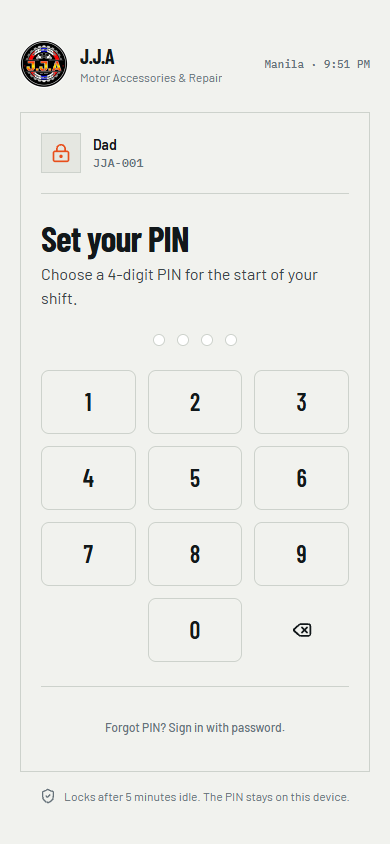 J.J.A
J.J.A
Motor Accessories & Repair
Manila · 9:51 PM
Dad
JJA-001
Set your PIN
Choose a 4-digit PIN for the start of your
shift.
1
2
3
4
5
6
7
8
9
0
Forgot PIN? Sign in with password.
Locks after 5 minutes idle. The PIN stays on this device.